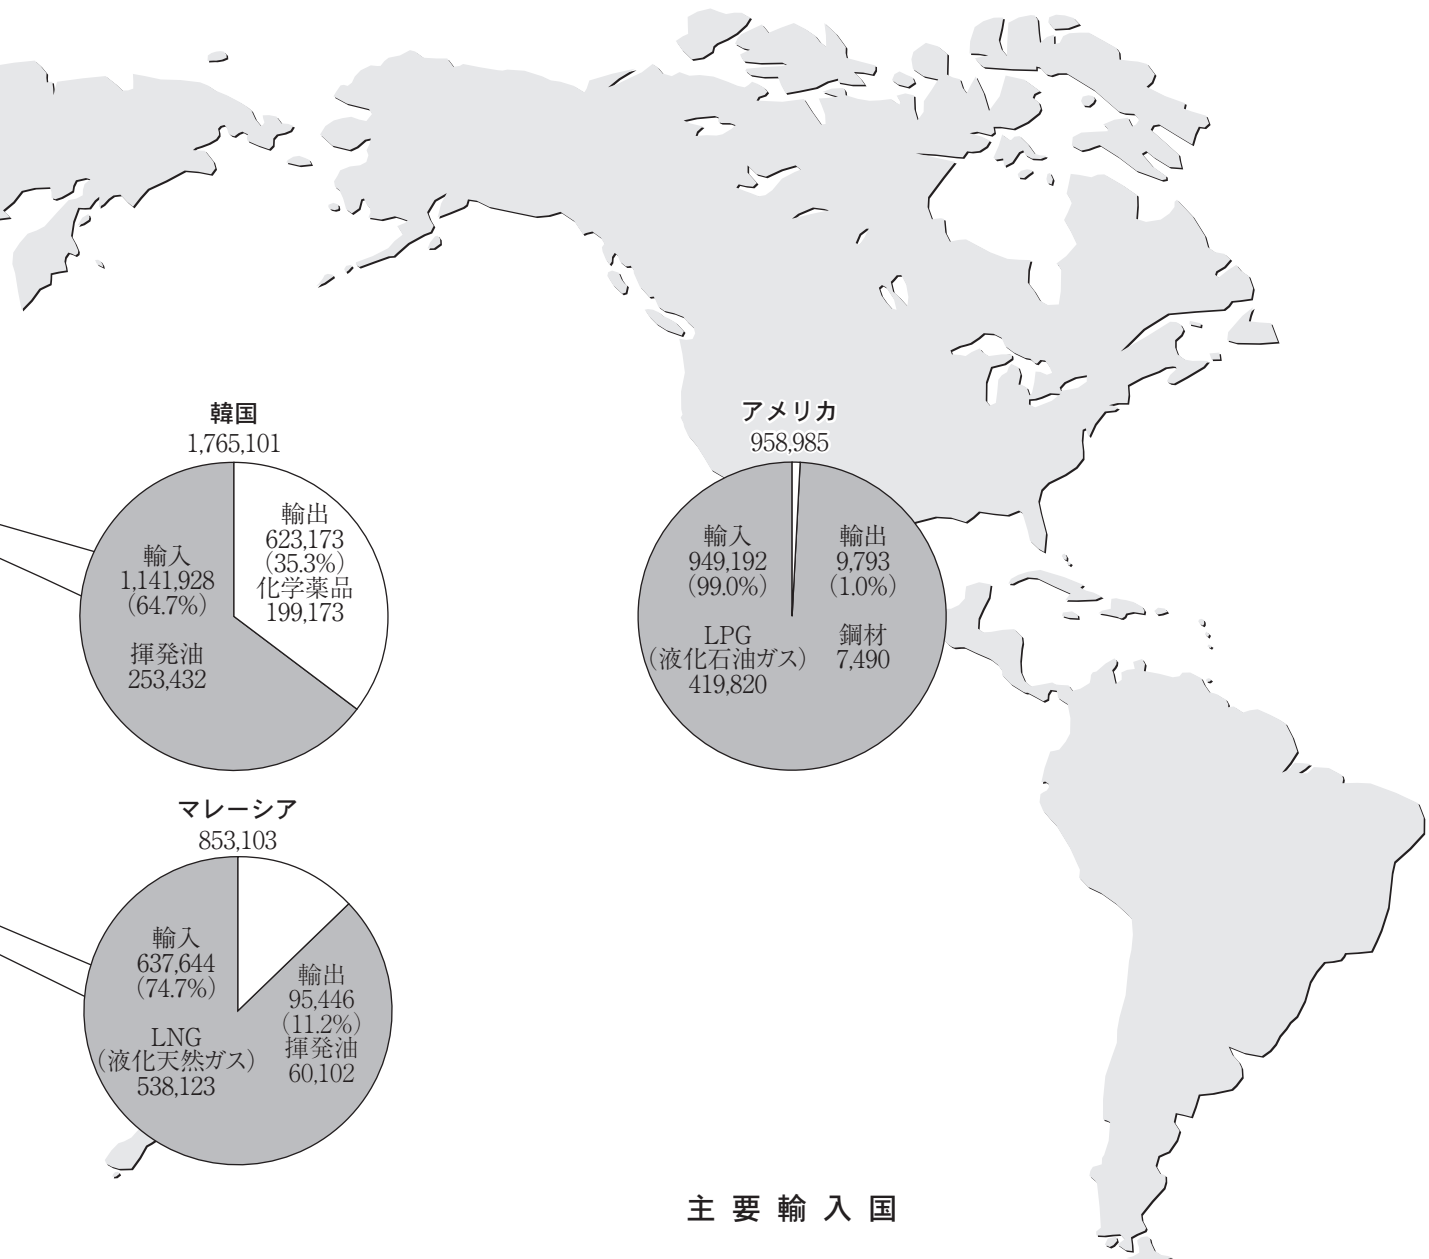 韓国
1,765,101
輸出
623,173
(35.3%)
化学薬品
199,173
輸入
1,141,928
(64.7%)
揮発油
253,432
アメリカ
958,985
輸入
949,192
(99.0%)
LPG
(液化石油ガス)
419,820
輸出
9,793
(1.0%)
鋼材
7,490
マレーシア
853,103
輸入
637,644
(74.7%)
LNG
(液化天然ガス)
538,123
輸出
95,446
(11.2%)
揮発油
60,102
主要輸入国